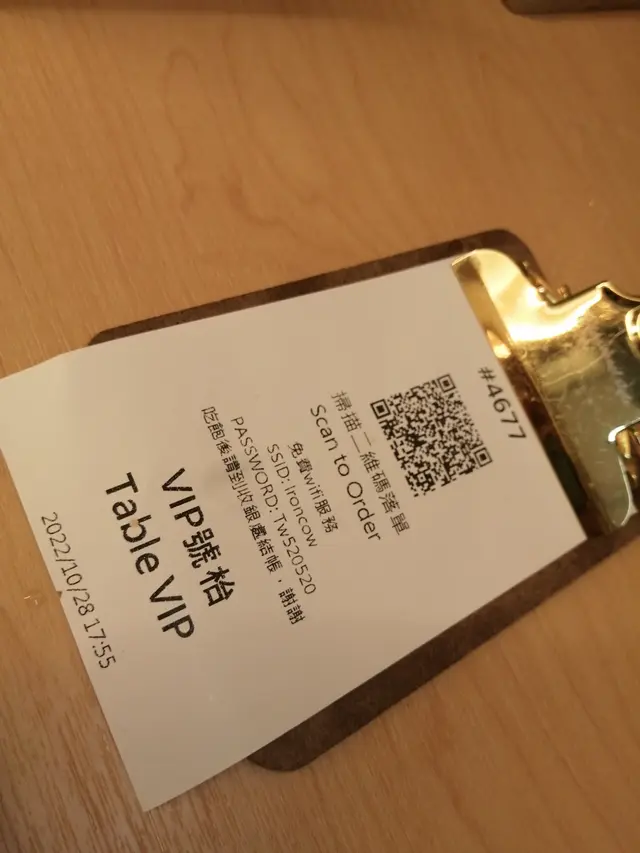 #4677
掃描二維碼落單
Scan to Order
免費wifi服務
SSID: ironcow
PASSWORD: Tw520520
吃飽後請到收銀處結帳，謝謝
VIP號枱
Table VIP
2022/10/28 17:55